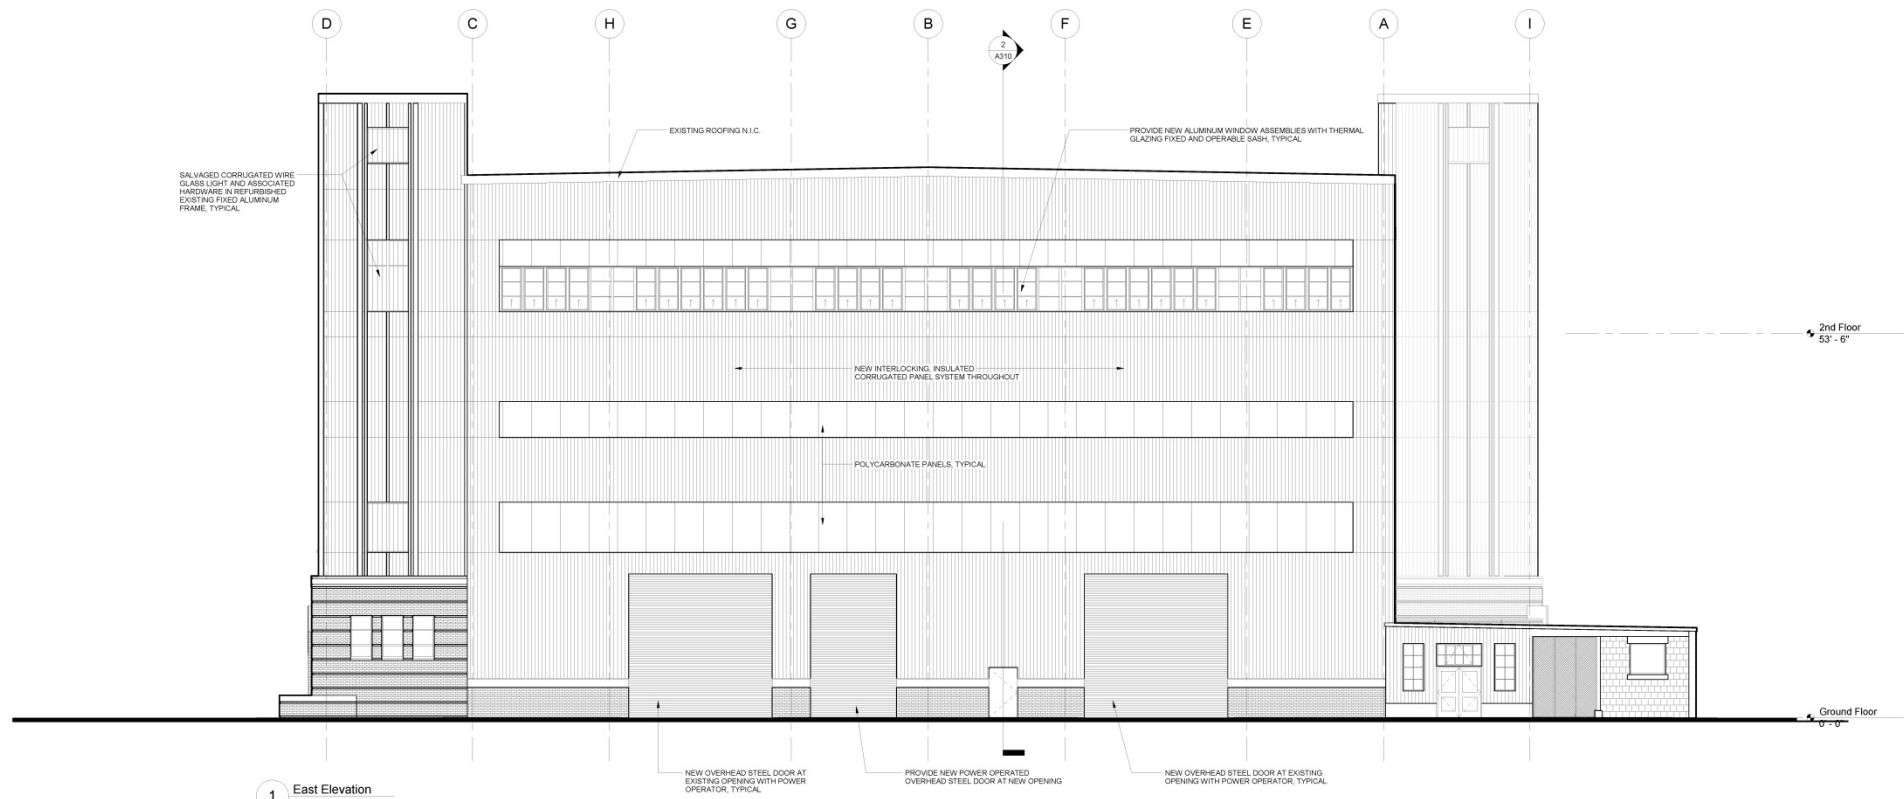 D
C
H
G
B
F
E
A
I
2
A310
EXISTING ROOFING N.I.C.
PROVIDE NEW ALUMINUM WINDOW ASSEMBLIES WITH THERMAL
GLAZING FIXED AND OPERABLE SASH, TYPICAL
SALVAGED CORRUGATED WIRE
GLASS LIGHT AND ASSOCIATED
HARDWARE IN REFURBISHED
EXISTING FIXED ALUMINUM
FRAME, TYPICAL
2nd Floor
53' - 6"
NEW INTERLOCKING, INSULATED
CORRUGATED PANEL SYSTEM THROUGHOUT
POLYCARBONATE PANELS, TYPICAL
Ground Floor
0' - 0"
NEW OVERHEAD STEEL DOOR AT
EXISTING OPENING WITH POWER
OPERATOR, TYPICAL
PROVIDE NEW POWER OPERATED
OVERHEAD STEEL DOOR AT NEW OPENING
NEW OVERHEAD STEEL DOOR AT EXISTING
OPENING WITH POWER OPERATOR, TYPICAL
1
East Elevation